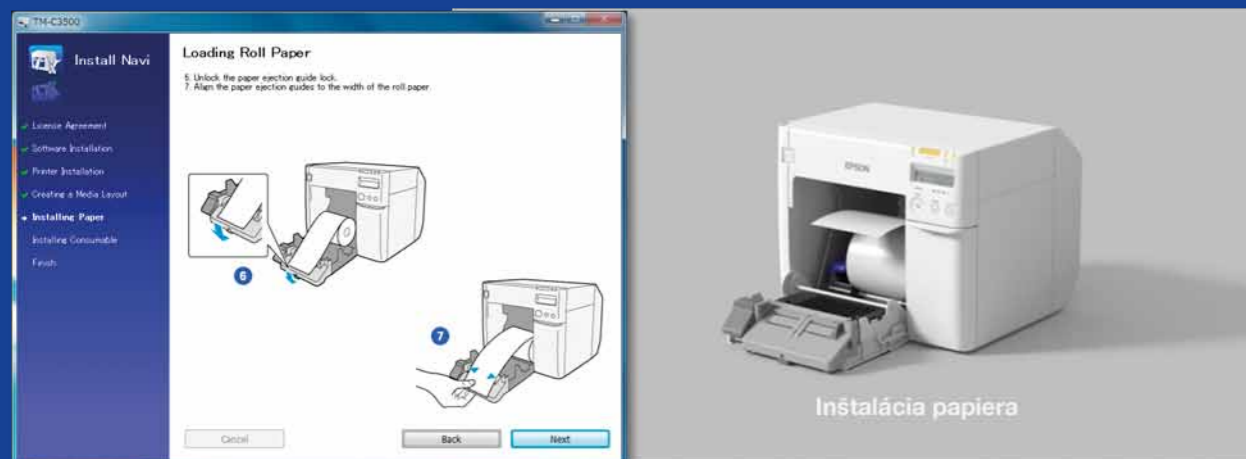 TM-C3500
Install Navi
License Agreement
Software Installation
Printer Installation
Creating a Media Layout
Installing Paper
Installing Consumable
Finish
Loading Roll Paper
6. Unlock the paper ejection guide lock.
7. Align the paper ejection guides to the width of the roll paper.
6
7
Cancel
Back
Next
EPSON
Inštalácia papiera